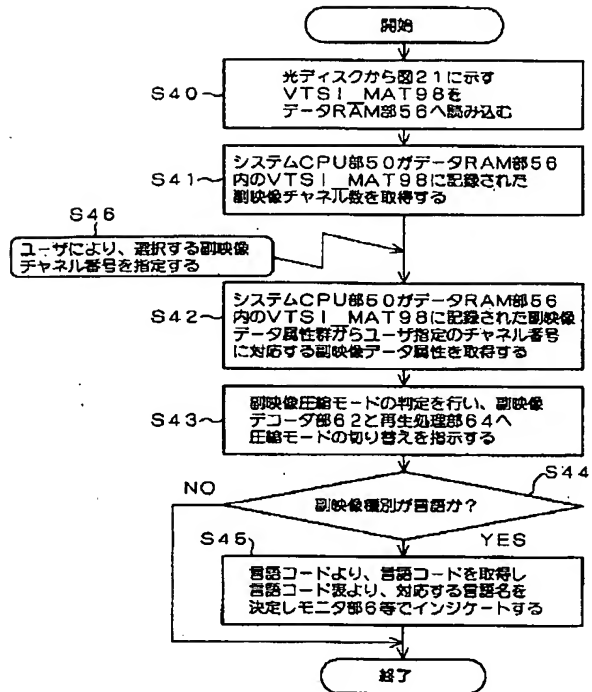 開始
S40
光ディスクから図21に示す
VTSI_MAT98を
データRAM部56へ読み込む
S41
システムCPU部50がデータRAM部56
内のVTSI_MAT98に記録された
副映像チャネル数を取得する
S46
ユーザにより、選択する副映像
チャネル番号を指定する
S42
システムCPU部50がデータRAM部56
内のVTSI_MAT98に記録された副映像
データ属性群からユーザ指定のチャネル番号
に対応する副映像データ属性を取得する
S43
副映像圧縮モードの判定を行い、副映像
デコーダ部62と再生処理部64へ
圧縮モードの切り替えを指示する
S44
NO
副映像種別が言語か?
S45
YES
言語コードより、言語コードを取得し
言語コード表より、対応する言語名を
決定しモニタ部6等でインジケートする
終了